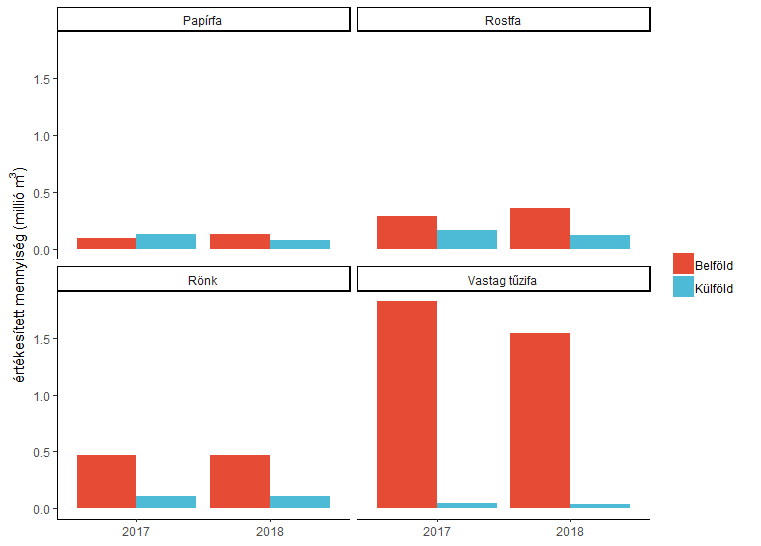 Papírfa
Rostfa
1.5
1.0
0.5
0.0
Rönk
Vastag tűzifa
1.5
1.0
0.5
0.0
2017
2018
2017
2018
értékesített mennyiség (millió m³)
Belföld
Külföld